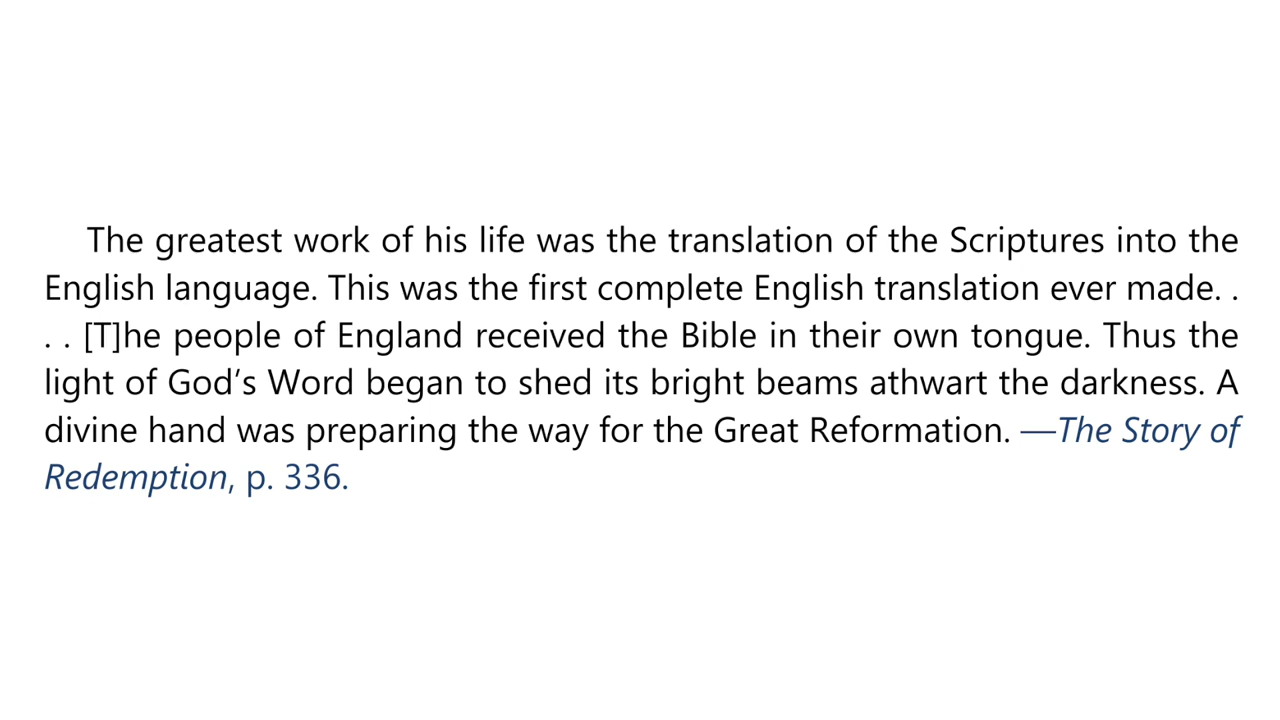 The greatest work of his life was the translation of the Scriptures into the
English language. This was the first complete English translation ever made. .
. . [T]he people of England received the Bible in their own tongue. Thus the
light of God’s Word began to shed its bright beams athwart the darkness. A
divine hand was preparing the way for the Great Reformation. —The Story of
Redemption, p. 336.